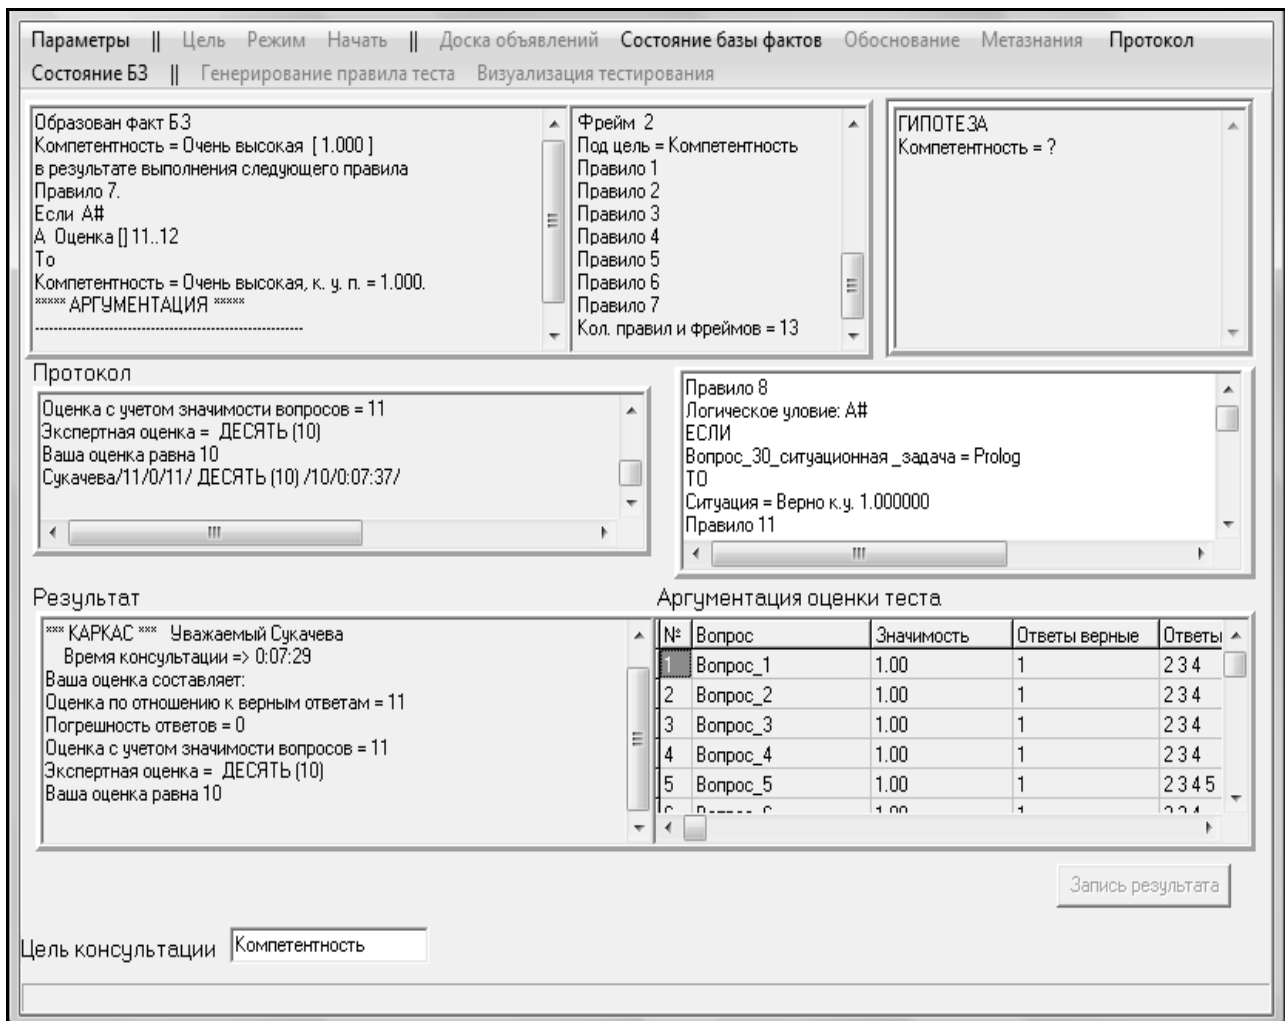 Параметры || Цель Режим Начать || Доска объявлений Состояние базы фактов Обоснование Метазнания Протокол
Состояние БЗ || Генерирование правила теста Визуализация тестирования
Образован факт БЗ
Компетентность = Очень высокая [ 1.000 ]
в результате выполнения следующего правила
Правило 7.
Если A#
A Оценка [] 11..12
То
Компетентность = Очень высокая, к. у. п. = 1.000.
***** АРГУМЕНТАЦИЯ *****
----------------------------------------------------------
Фрейм 2
Под цель = Компетентность
Правило 1
Правило 2
Правило 3
Правило 4
Правило 5
Правило 6
Правило 7
Кол. правил и фреймов = 13
ГИПОТЕЗА
Компетентность = ?
Протокол
Оценка с учетом значимости вопросов = 11
Экспертная оценка = ДЕСЯТЬ (10)
Ваша оценка равна 10
Сукачева/11/0/11/ ДЕСЯТЬ (10) /10/0:07:37/
Правило 8
Логическое уловие: A#
ЕСЛИ
Вопрос_30_ситуационная _задача = Prolog
ТО
Ситуация = Верно к.у. 1.000000
Правило 11
Результат
*** КАРКАС *** Уважаемый Сукачева
Время консультации => 0:07:29
Ваша оценка составляет:
Оценка по отношению к верным ответам = 11
Погрешность ответов = 0
Оценка с учетом значимости вопросов = 11
Экспертная оценка = ДЕСЯТЬ (10)
Ваша оценка равна 10
Аргументация оценки теста
№ Вопрос Значимость Ответы верные Ответы
1 Вопрос_1 1.00 1 2 3 4
2 Вопрос_2 1.00 1 2 3 4
3 Вопрос_3 1.00 1 2 3 4
4 Вопрос_4 1.00 1 2 3 4
5 Вопрос_5 1.00 1 2 3 4 5
Запись результата
Цель консультации Компетентность